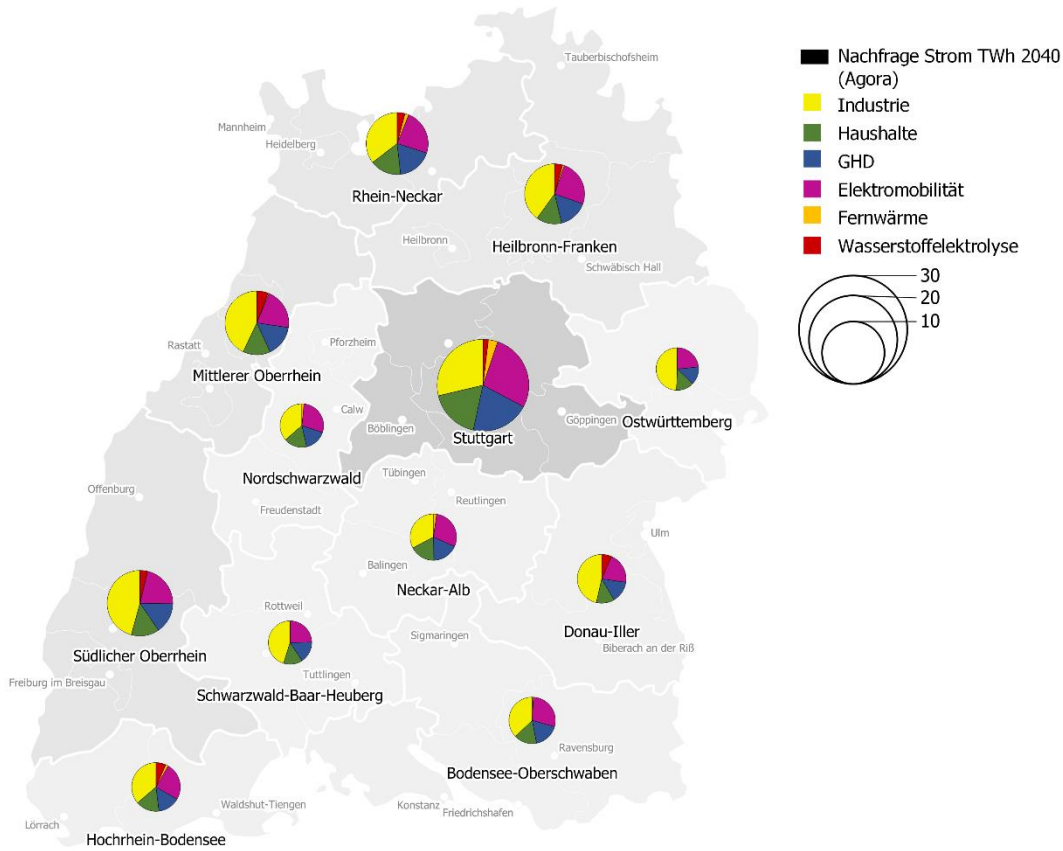 Tauberbischofsheim
Mannheim
Heidelberg
Rhein-Neckar
Heilbronn-Franken
Heilbronn
Schwäbisch Hall
Pforzheim
Rastatt
Mittlerer Oberrhein
Calw
Böblingen
Stuttgart
Göppingen
Ostwürttemberg
Nordschwarzwald
Tübingen
Offenburg
Freudenstadt
Reutlingen
Ulm
Balingen
Neckar-Alb
Rottweil
Sigmaringen
Donau-Iller
Biberach an der Riß
Südlicher Oberrhein
Tuttlingen
Freiburg im Breisgau
Schwarzwald-Baar-Heuberg
Ravensburg
Bodensee-Oberschwaben
Waldshut-Tiengen
Konstanz
Friedrichshafen
Lörrach
Hochrhein-Bodensee
Nachfrage Strom TWh 2040
(Agora)
Industrie
Haushalte
GHD
Elektromobilität
Fernwärme
Wasserstoffelektrolyse
30
20
10